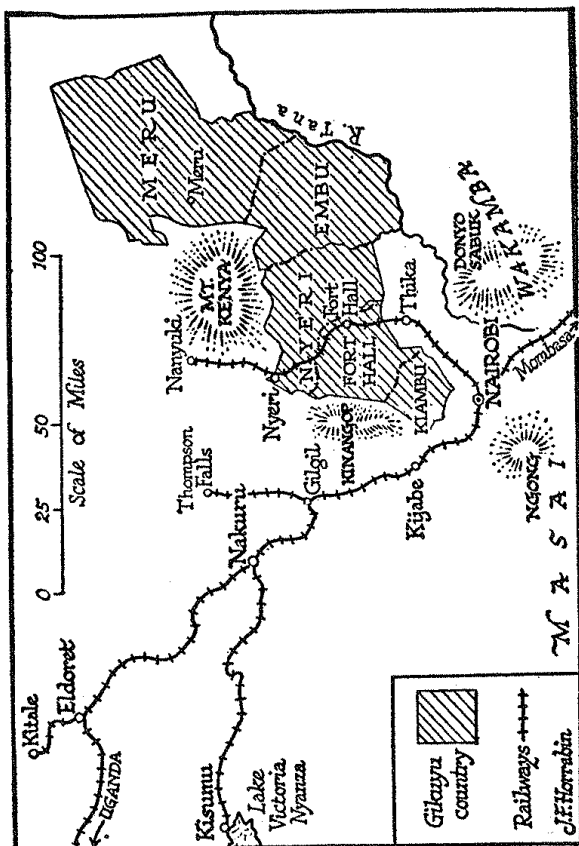 Kitale
Eldoret
UGANDA
Kisumu
Lake
Victoria
Nyanza
Nakuru
Thompson
Falls
Gilgil
Kijabe
KINANGOP
Nanyuki
Nyeri
MT.
KENYA
MERU
Meru
EMBU
R. Tana
NYERI
Fort
Hall
FORT
HALL
KIAMBU
Thika
NAIROBI
DONYO
SABUK
WAKAMBA
Mombasa
NGONG
MASAI
0 25 50 100
Scale of Miles
Gikuyu
country
Railways
J.F.Horrabin